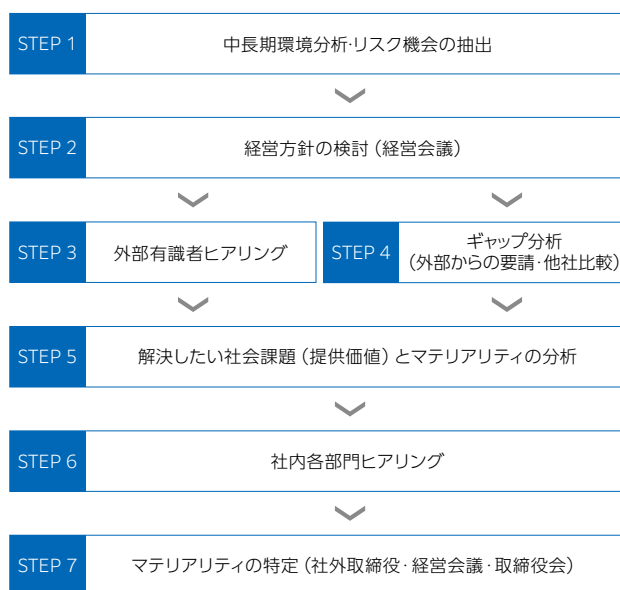 STEP 1
中長期環境分析・リスク機会の抽出
STEP 2
経営方針の検討（経営会議）
STEP 3
外部有識者ヒアリング
STEP 4
ギャップ分析
（外部からの要請・他社比較）
STEP 5
解決したい社会課題（提供価値）とマテリアリティの分析
STEP 6
社内各部門ヒアリング
STEP 7
マテリアリティの特定（社外取締役・経営会議・取締役会）